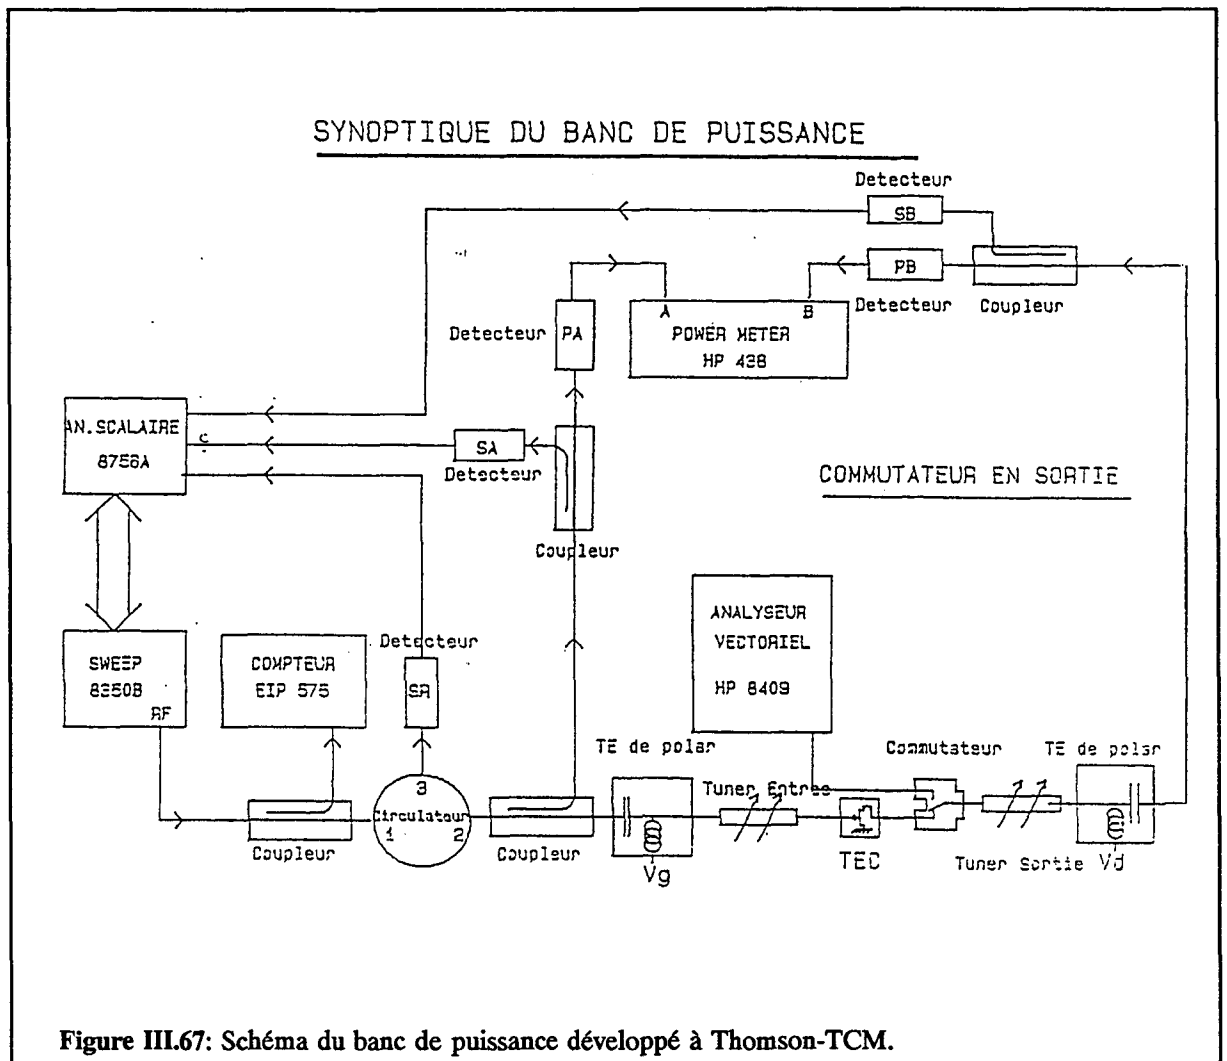 SYNOPTIQUE DU BANC DE PUISSANCE
Detecteur
SB
PB
Detecteur
Coupleur
A
B
POWER METER
HP 438
Detecteur
PA
AN.SCALAIRE
8756A
C
SA
Detecteur
Coupleur
COMMUTATEUR EN SORTIE
ANALYSEUR
VECTORIEL
HP 8409
SWEEP
8350B
RF
COMPTEUR
EIP 575
Detecteur
SR
TE de polar
Commutateur
TE de polar
Tuner Entree
3
Circulateur
1
2
Coupleur
Coupleur
Vg
TEC
Tuner Sortie
Vd
Figure III.67: Schéma du banc de puissance développé à Thomson-TCM.